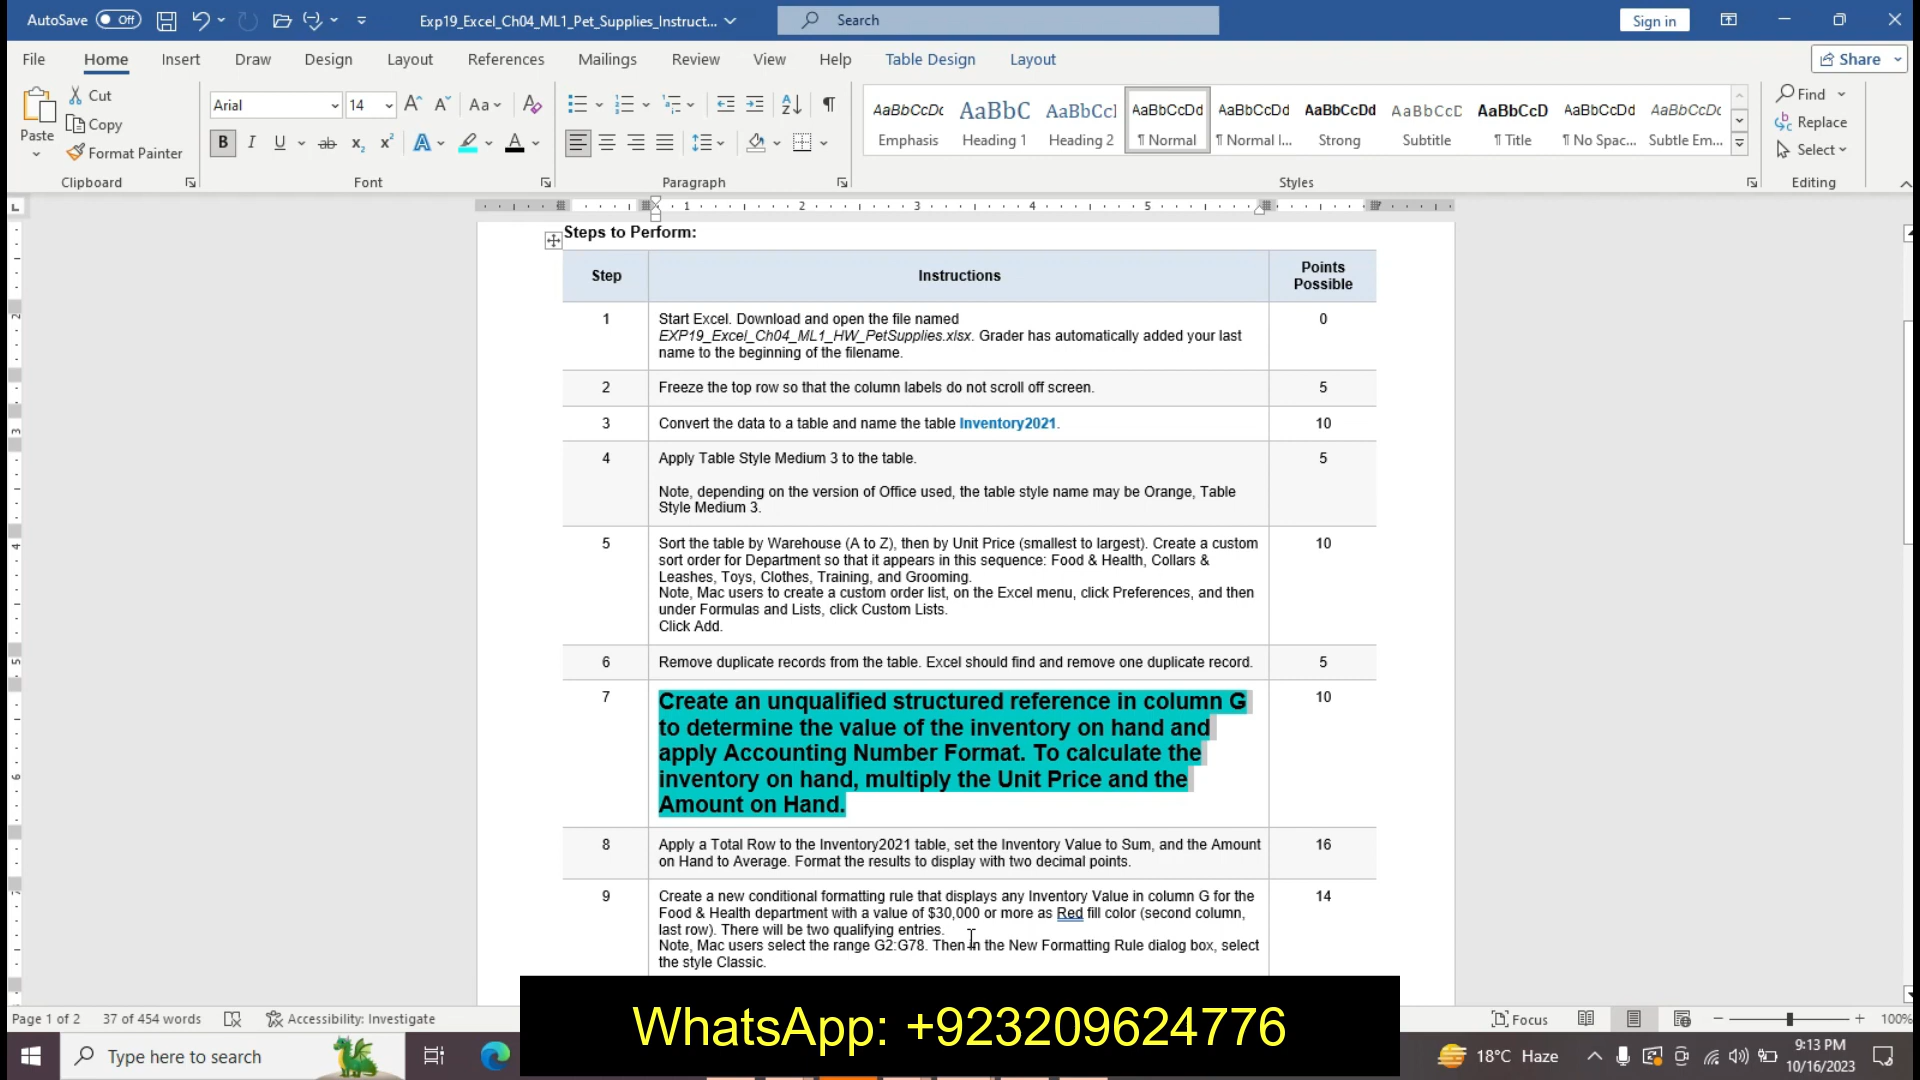 AutoSave Off
Exp19_Excel_Ch04_ML1_Pet_Supplies_Instruct...
Search
Sign in
File Home Insert Draw Design Layout References Mailings Review View Help Table Design Layout
Share
Paste
Cut
Copy
Format Painter
Clipboard
Arial 14
Font
Paragraph
AaBbCcDc Emphasis
AaBbC Heading 1
AaBbCcI Heading 2
AaBbCcDd ¶ Normal
AaBbCcDd ¶ Normal I...
AaBbCcDd Strong
AaBbCcD Subtitle
AaBbCcD ¶ Title
AaBbCcDd ¶ No Spac...
AaBbCcDc Subtle Em...
Styles
Find
Replace
Select
Editing
1 2 3 4 5
Steps to Perform:
Step Instructions Points
Possible
1 Start Excel. Download and open the file named 0
EXP19_Excel_Ch04_ML1_HW_PetSupplies.xlsx. Grader has automatically added your last
name to the beginning of the filename.
2 Freeze the top row so that the column labels do not scroll off screen. 5
3 Convert the data to a table and name the table Inventory2021. 10
4 Apply Table Style Medium 3 to the table. 5
Note, depending on the version of Office used, the table style name may be Orange, Table
Style Medium 3.
5 Sort the table by Warehouse (A to Z), then by Unit Price (smallest to largest). Create a custom 10
sort order for Department so that it appears in this sequence: Food & Health, Collars &
Leashes, Toys, Clothes, Training, and Grooming.
Note, Mac users to create a custom order list, on the Excel menu, click Preferences, and then
under Formulas and Lists, click Custom Lists.
Click Add.
6 Remove duplicate records from the table. Excel should find and remove one duplicate record. 5
7 Create an unqualified structured reference in column G 10
to determine the value of the inventory on hand and
apply Accounting Number Format. To calculate the
inventory on hand, multiply the Unit Price and the
Amount on Hand.
8 Apply a Total Row to the Inventory2021 table, set the Inventory Value to Sum, and the Amount 16
on Hand to Average. Format the results to display with two decimal points.
9 Create a new conditional formatting rule that displays any Inventory Value in column G for the 14
Food & Health department with a value of $30,000 or more as Red fill color (second column,
last row). There will be two qualifying entries.
Note, Mac users select the range G2:G78. Then in the New Formatting Rule dialog box, select
the style Classic.
WhatsApp: +923209624776
Page 1 of 2 37 of 454 words Accessibility: Investigate
Focus
100%
Type here to search
18°C Haze
9:13 PM
10/16/2023